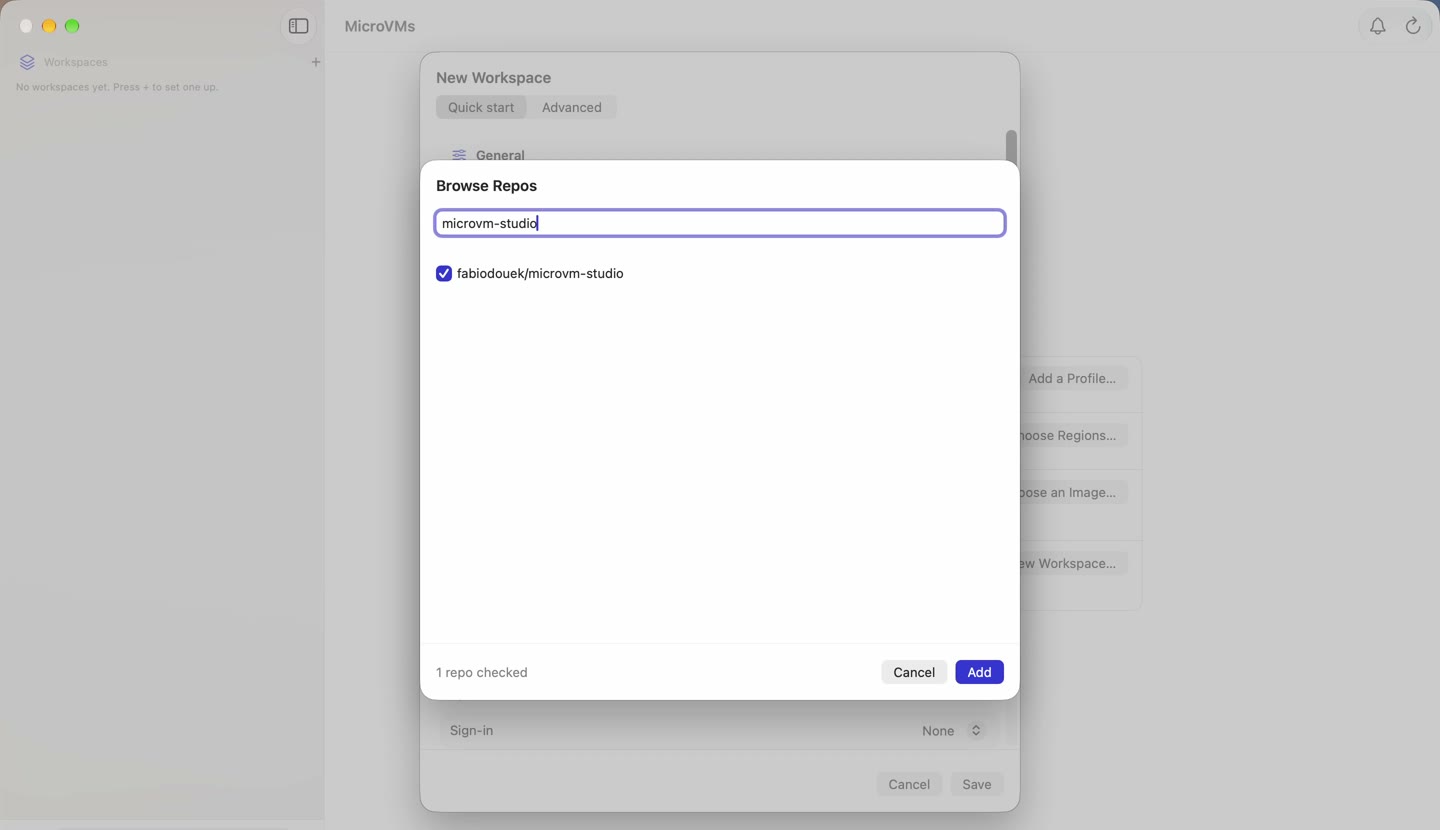 MicroVMs
Workspaces
+
No workspaces yet. Press + to set one up.
New Workspace
Quick start
Advanced
General
Browse Repos
microvm-studio
fabiodouek/microvm-studio
Add a Profile...
hoose Regions...
oose an Image...
ew Workspace...
1 repo checked
Cancel
Add
Sign-in
None
Cancel
Save